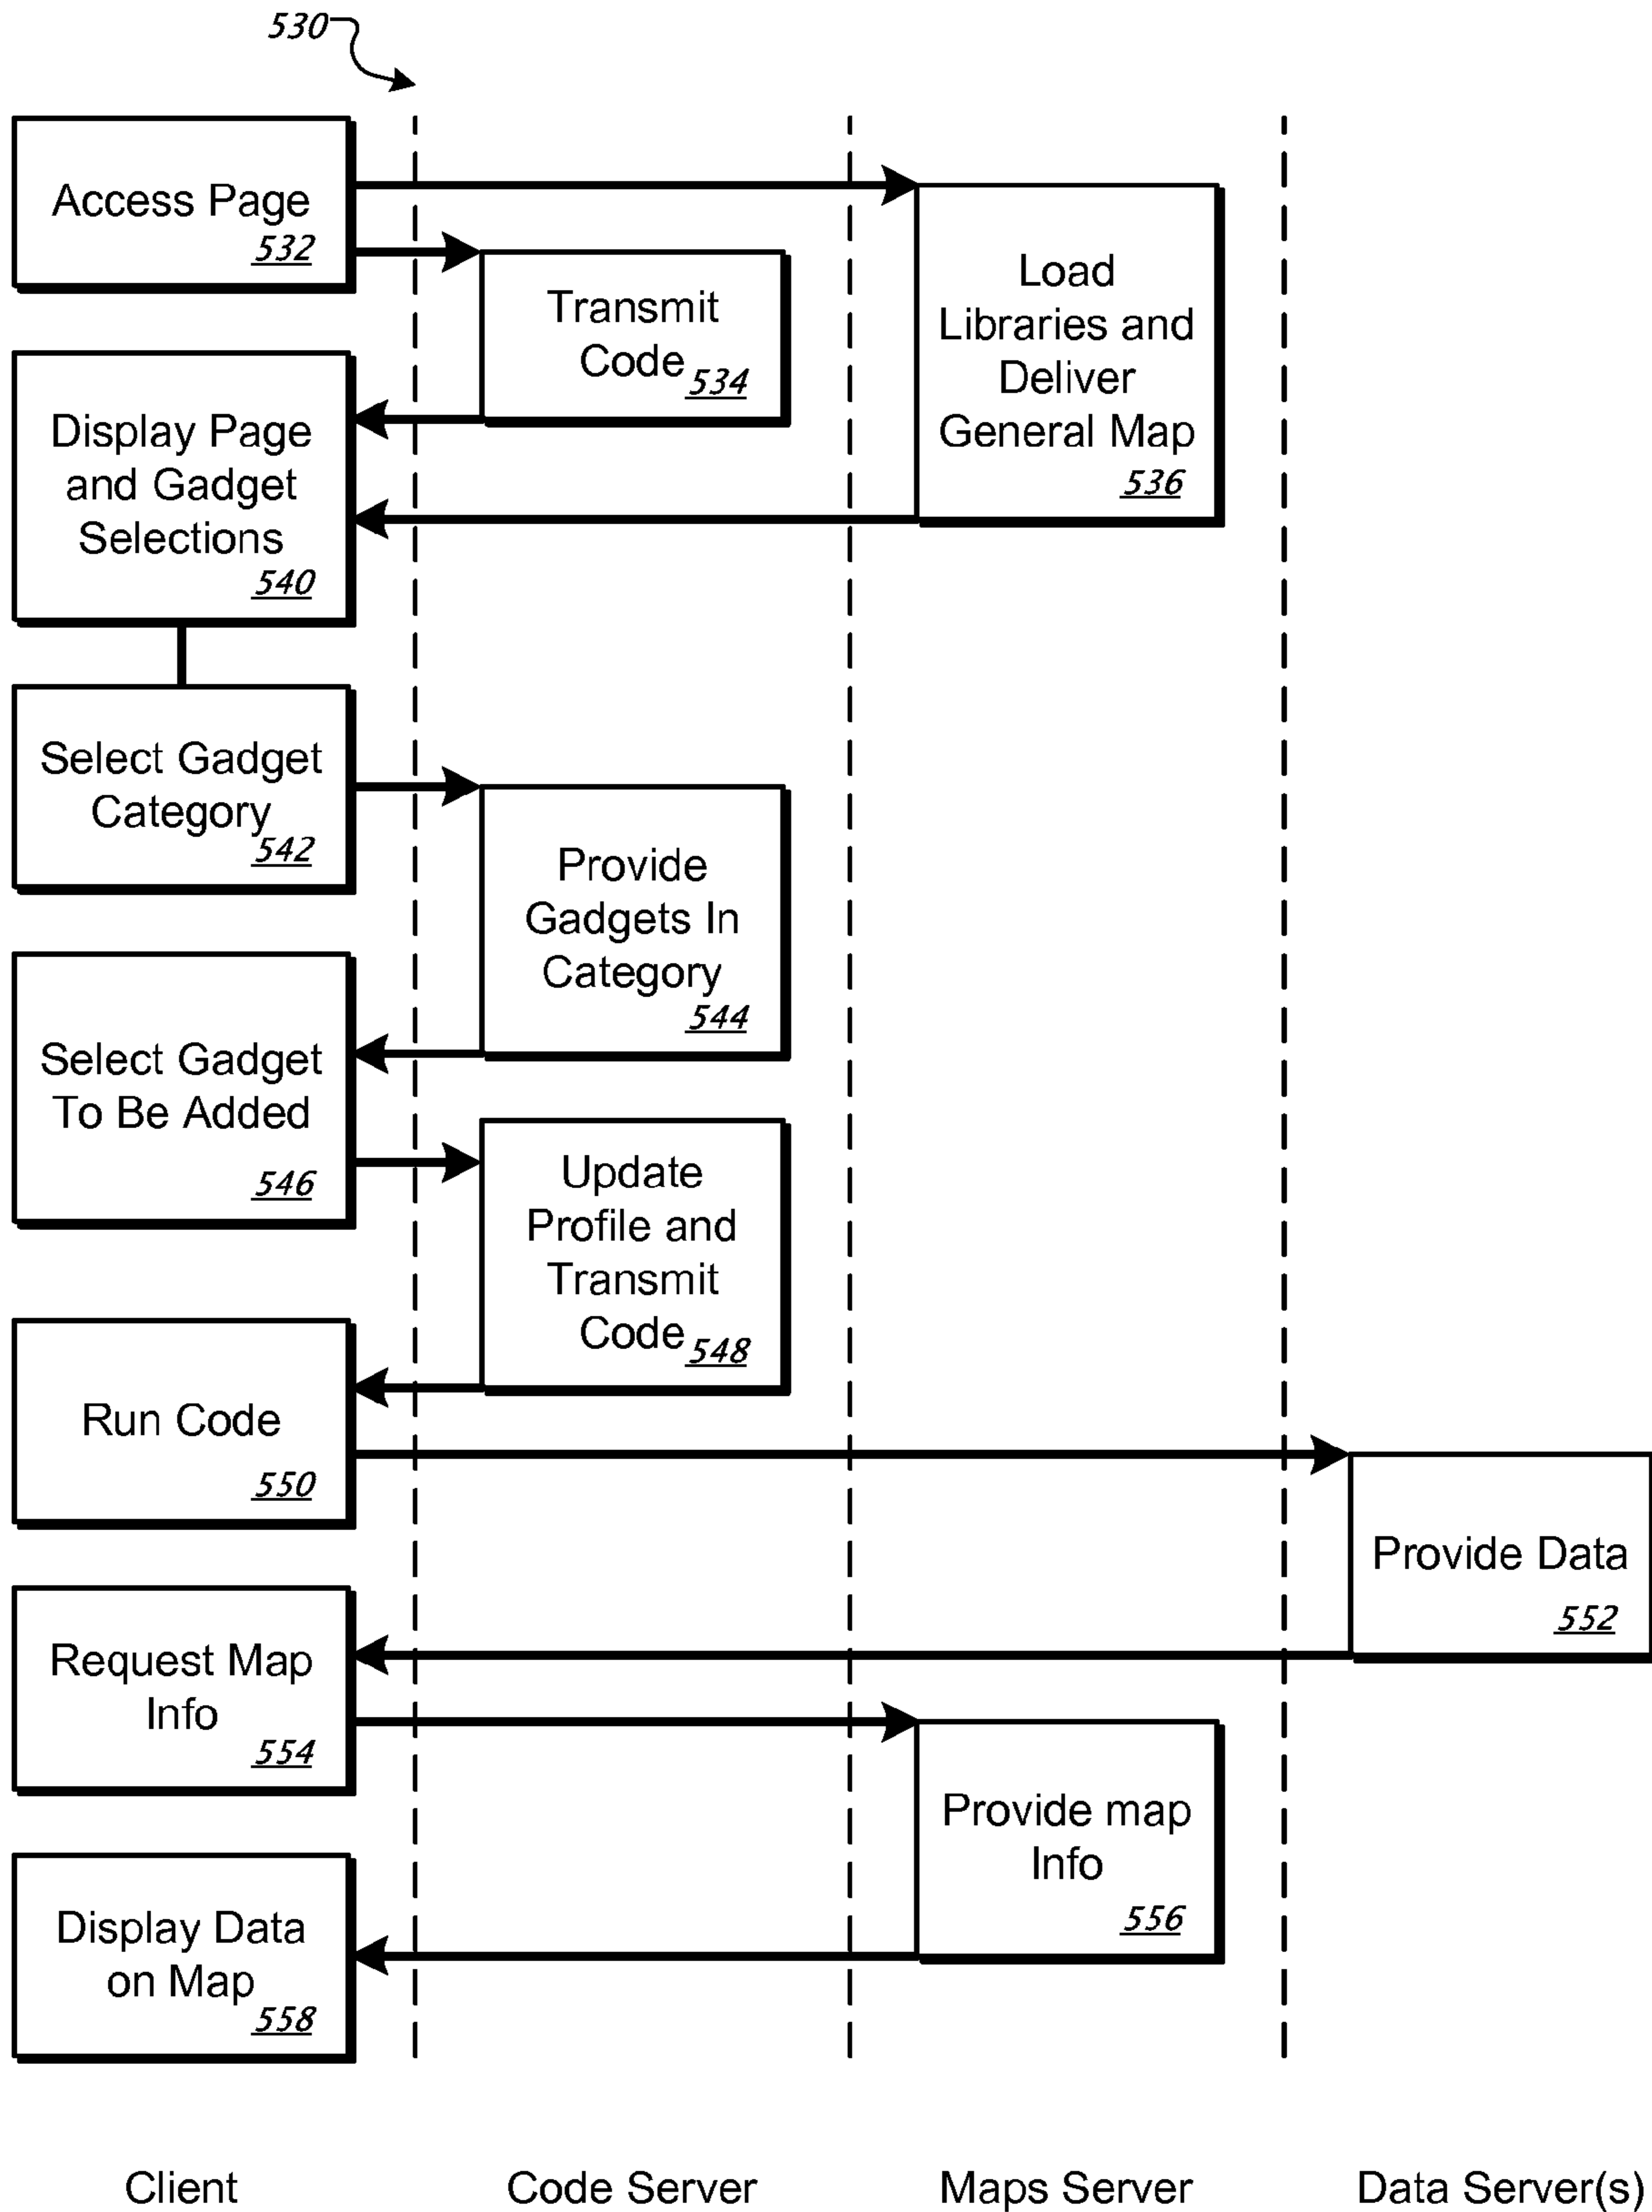 530
Access Page
532
Transmit
Code
534
Load
Libraries and
Deliver
General Map
536
Display Page
and Gadget
Selections
540
Select Gadget
Category
542
Provide
Gadgets In
Category
544
Select Gadget
To Be Added
546
Update
Profile and
Transmit
Code
548
Run Code
550
Provide Data
552
Request Map
Info
554
Provide map
Info
556
Display Data
on Map
558
Client
Code Server
Maps Server
Data Server(s)